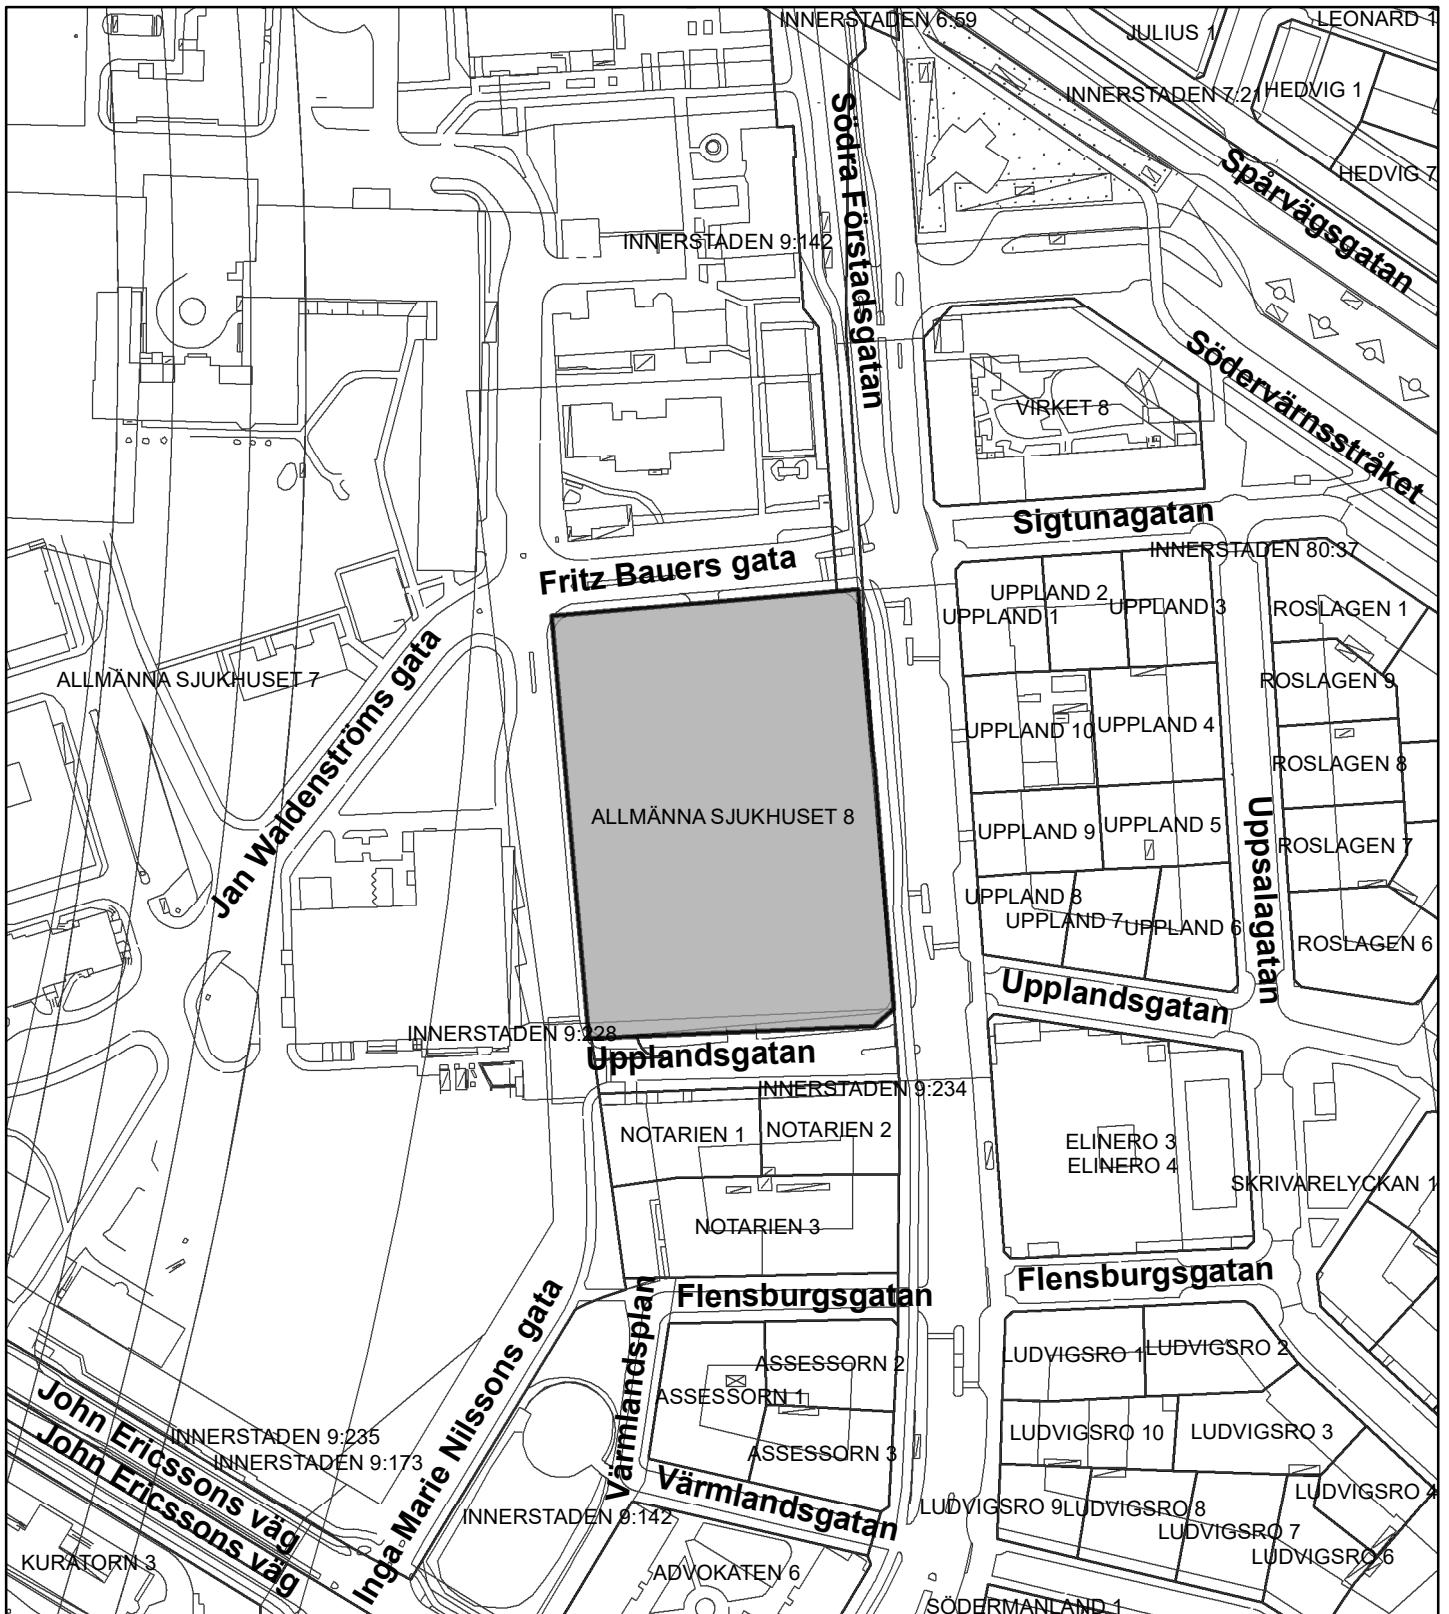 INNERSTADEN 6:59
LEONARD 1
JULIUS 1
INNERSTADEN 7:21
HEDVIG 1
HEDVIG 7
Spårvägsgatan
Södra Förstadsgatan
INNERSTADEN 9:142
Södervärnsstråket
VIRKET 8
Sigtunagatan
INNERSTADEN 80:37
Fritz Bauers gata
UPPLAND 2
UPPLAND 1
UPPLAND 3
ROSLAGEN 1
ALLMÄNNA SJUKHUSET 7
Jan Waldenströms gata
ROSLAGEN 9
UPPLAND 10
UPPLAND 4
ROSLAGEN 8
ALLMÄNNA SJUKHUSET 8
UPPLAND 9
UPPLAND 5
Uppsalagatan
ROSLAGEN 7
UPPLAND 8
UPPLAND 7
UPPLAND 6
ROSLAGEN 6
Upplandsgatan
INNERSTADEN 9:228
Upplandsgatan
INNERSTADEN 9:234
NOTARIEN 1
NOTARIEN 2
ELINERO 3
ELINERO 4
SKRIVARELYCKAN 1
NOTARIEN 3
Flensburgsgatan
Flensburgsgatan
Värmlandsplan
Inga Marie Nilssons gata
LUDVIGSRO 1
LUDVIGSRO 2
ASSESSORN 2
ASSESSORN 1
ASSESSORN 3
John Ericssons väg
John Ericssons väg
INNERSTADEN 9:235
INNERSTADEN 9:173
LUDVIGSRO 10
LUDVIGSRO 3
Värmlandsgatan
INNERSTADEN 9:142
LUDVIGSRO 9
LUDVIGSRO 8
LUDVIGSRO 4
LUDVIGSRO 7
LUDVIGSRO 6
KURATORN 3
ADVOKATEN 6
SÖDERMANLAND 1